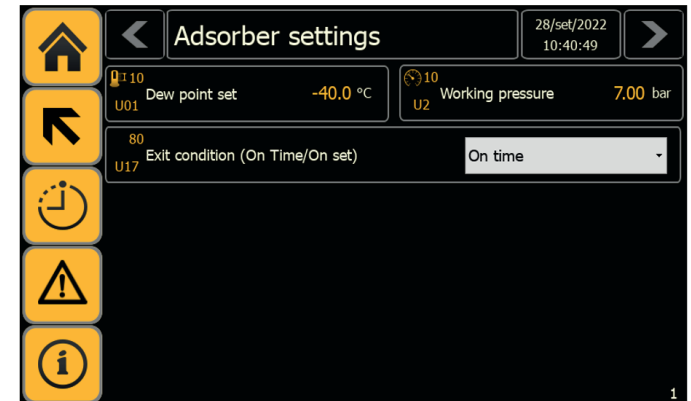 Adsorber settings
28/set/2022
10:40:49
10
U01 Dew point set -40.0 °C
10
U2 Working pressure 7.00 bar
80
U17 Exit condition (On Time/On set) On time
1